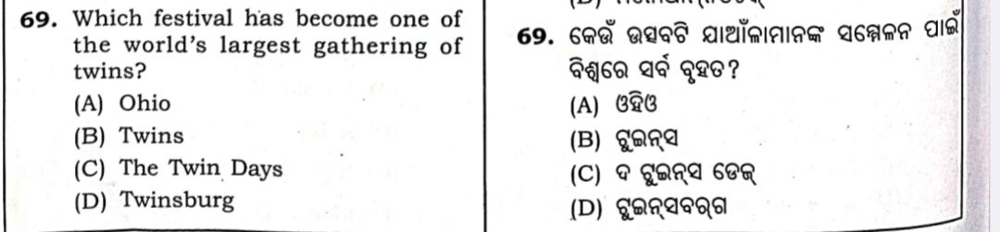 69. Which festival has become one of
the world's largest gathering of
twins?
(A) Ohio
(B) Twins
(C) The Twin Days
(D) Twinsburg
69. କେଉଁ ଉତ୍ସବଟି ଯାଆଁଳାମାନଙ୍କ ସମ୍ମେଳନ ପାଇଁ
ବିଶ୍ୱରେ ସର୍ବ ବୃହତ?
(A) ଓହିଓ
(B) ଟୁଇନ୍ସ
(C) ଦ ଟୁଇନ୍ସ ଡେଜ୍
(D) ଟୁଇନ୍ସବର୍ଗ